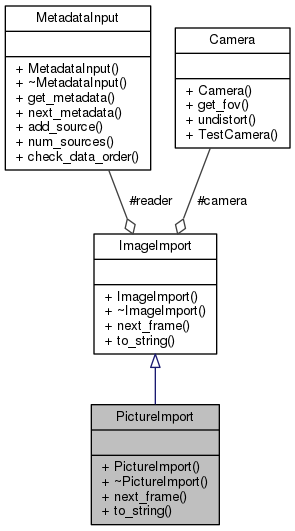 MetadataInput
+ MetadataInput()
+ ~MetadataInput()
+ get_metadata()
+ next_metadata()
+ add_source()
+ num_sources()
+ check_data_order()
Camera
+ Camera()
+ get_fov()
+ undistort()
+ TestCamera()
#reader
#camera
ImageImport
+ ImageImport()
+ ~ImageImport()
+ next_frame()
+ to_string()
PictureImport
+ PictureImport()
+ ~PictureImport()
+ next_frame()
+ to_string()